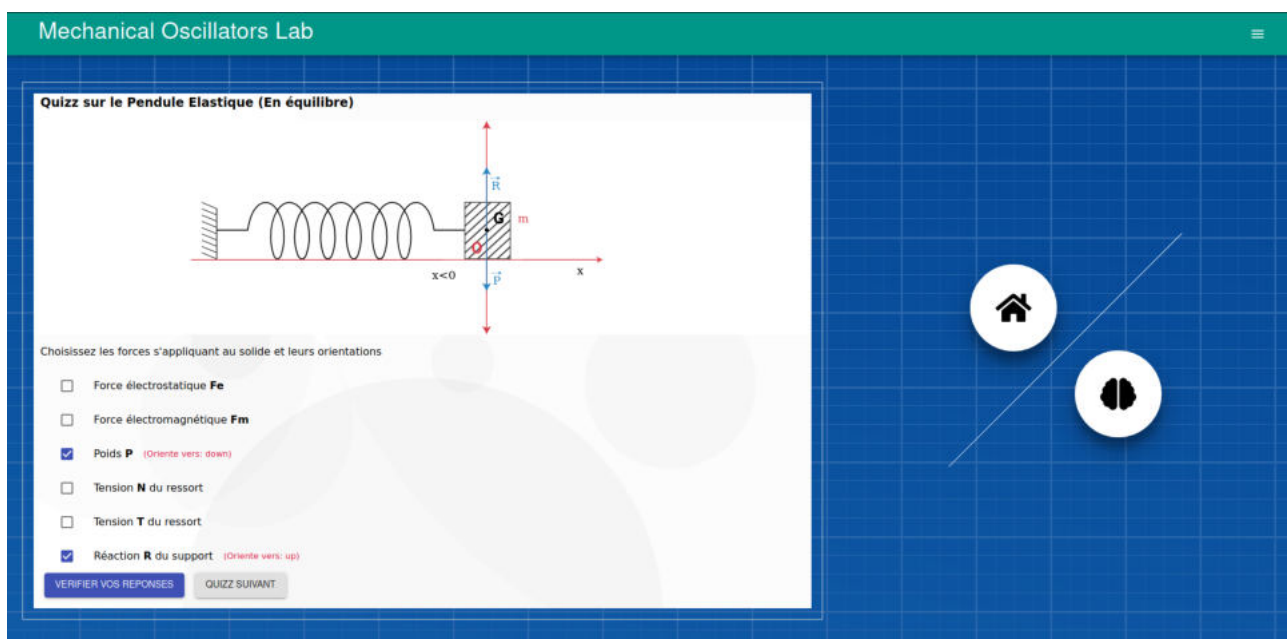 Mechanical Oscillators Lab
Quizz sur le Pendule Elastique (En équilibre)
R
G
m
O
x<0
P
x
Choisissez les forces s'appliquant au solide et leurs orientations
Force électrostatique Fe
Force électromagnétique Fm
Poids P (Oriente vers: down)
Tension N du ressort
Tension T du ressort
Réaction R du support (Oriente vers: up)
VERIFIER VOS REPONSES QUIZZ SUIVANT